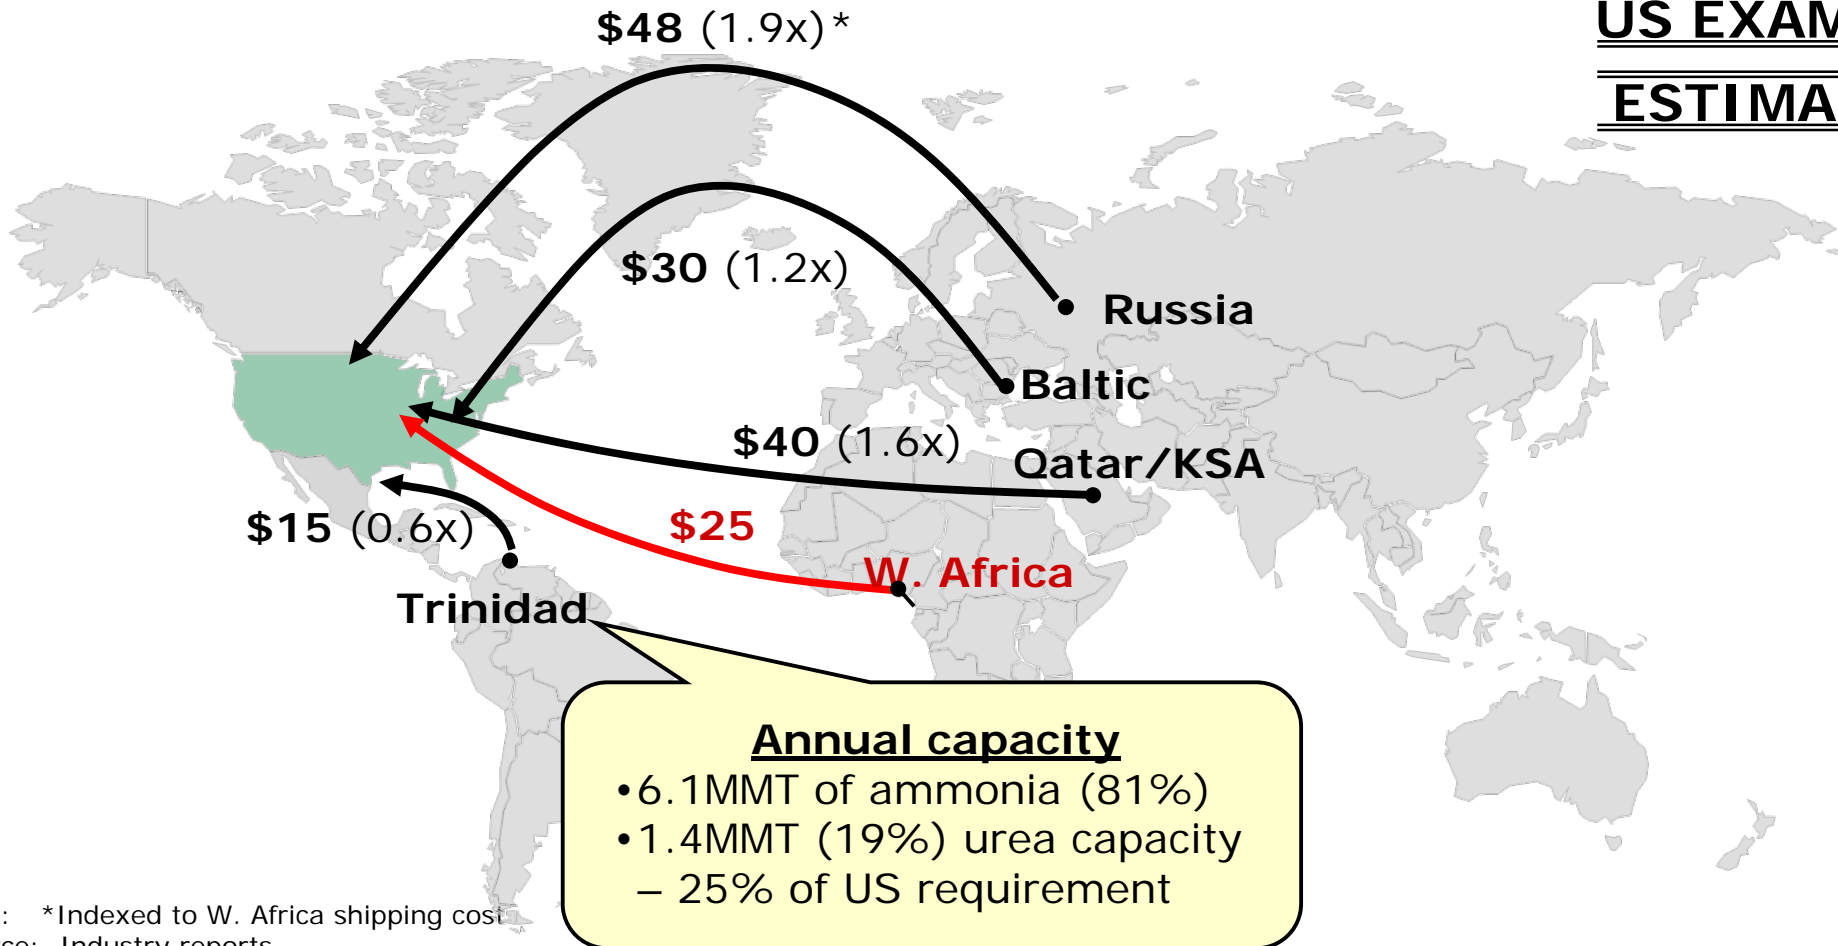 $48 (1.9x)*
US EXAM
ESTIMA
$30 (1.2x)
Russia
Baltic
$40 (1.6x)
Qatar/KSA
$15 (0.6x)
$25
W. Africa
Trinidad
Annual capacity
•6.1MMT of ammonia (81%)
•1.4MMT (19%) urea capacity
– 25% of US requirement
: *Indexed to W. Africa shipping cost
ce: Industry reports